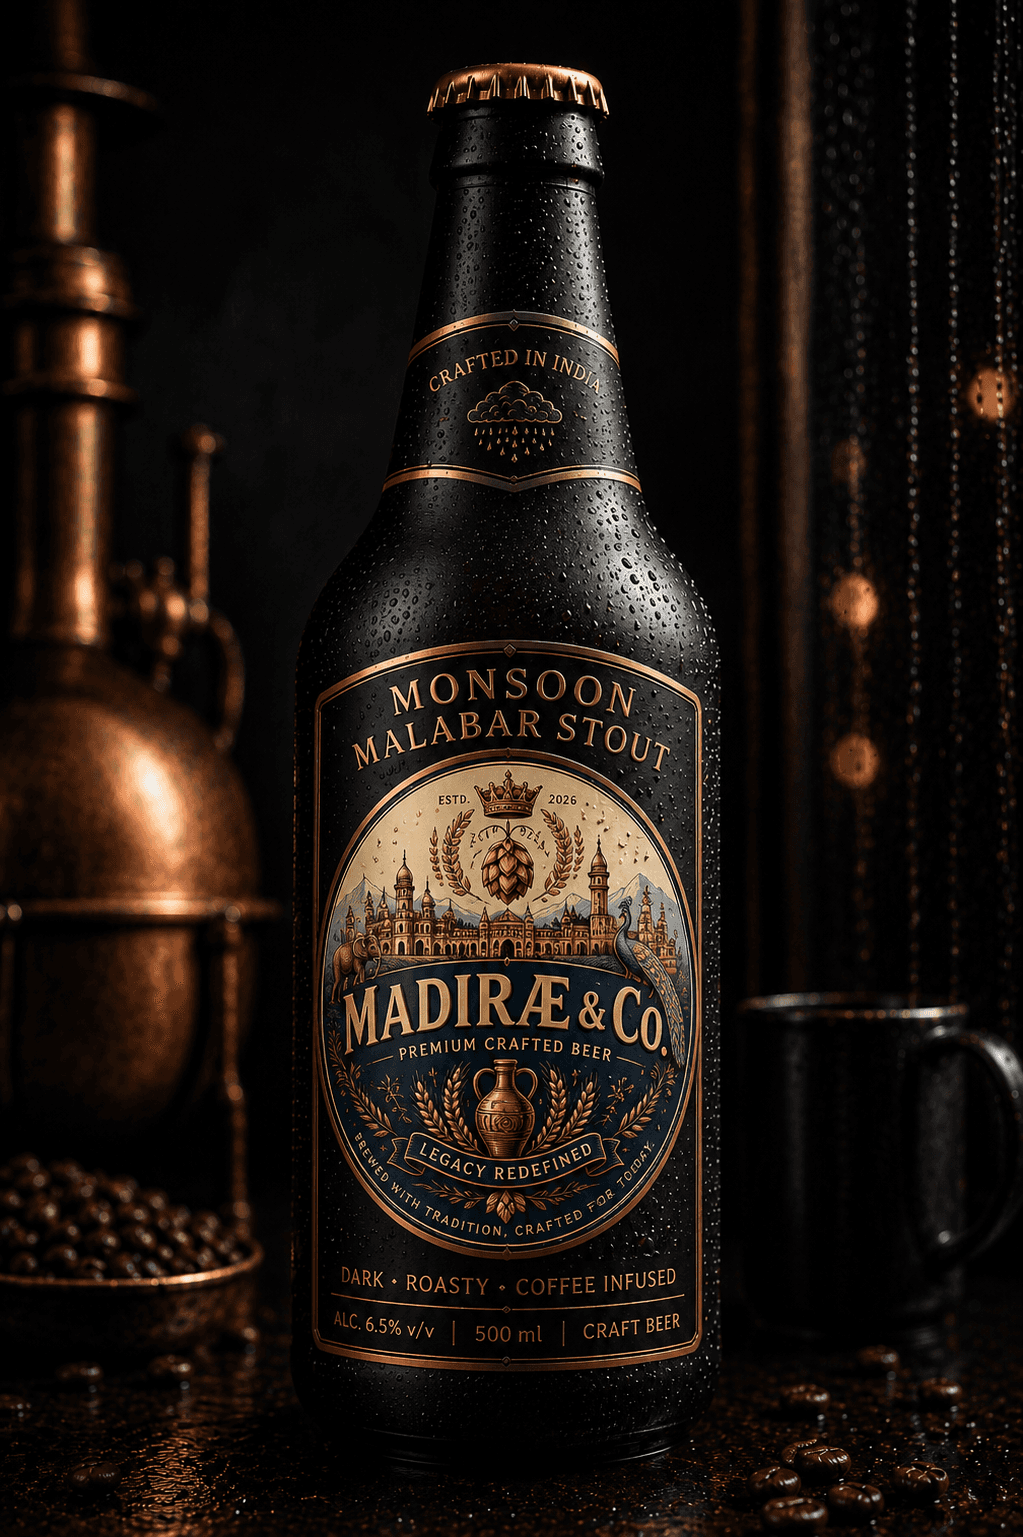 CRAFTED IN INDIA
MONSOON
MALABAR STOUT
ESTD. 2026
MADIRÆ & Co.
PREMIUM CRAFTED BEER
LEGACY REDEFINED
BREWED WITH TRADITION, CRAFTED FOR TODAY.
DARK • ROASTY • COFFEE INFUSED
ALC. 6.5% v/v | 500 ml | CRAFT BEER